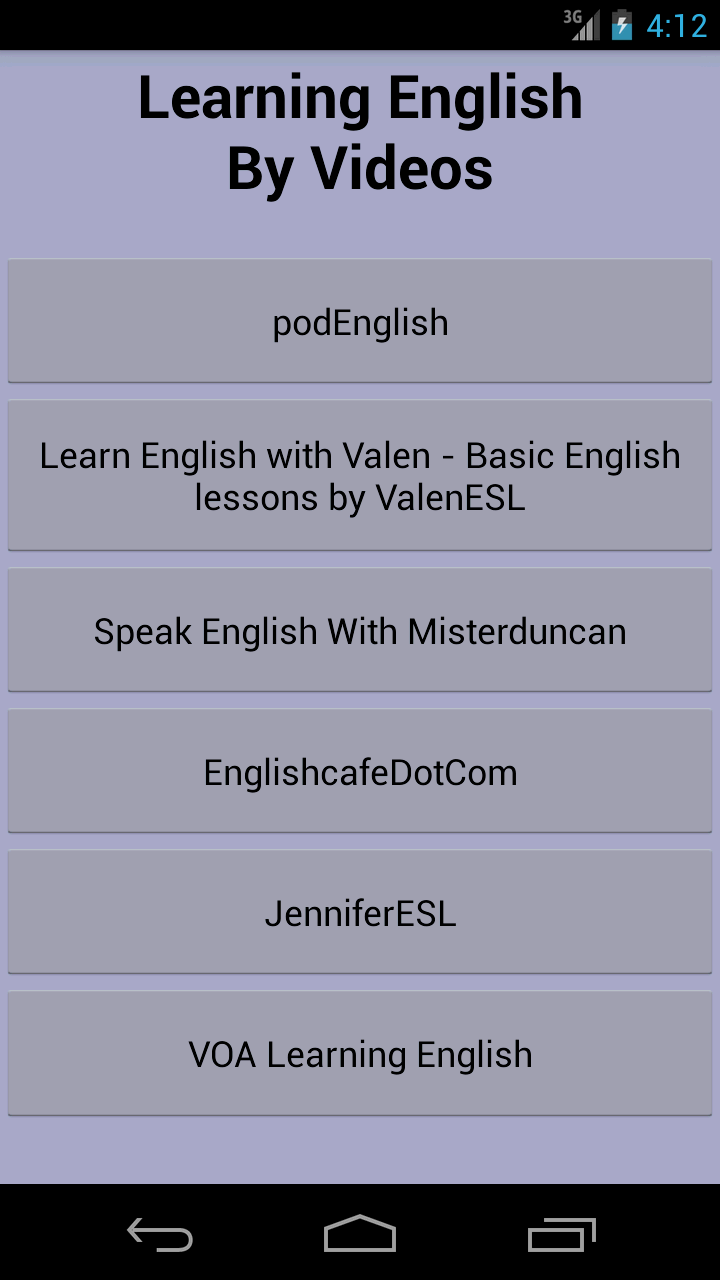 3G
4:12
Learning English
By Videos
podEnglish
Learn English with Valen - Basic English
lessons by ValenESL
Speak English With Misterduncan
EnglishcafeDotCom
JenniferESL
VOA Learning English